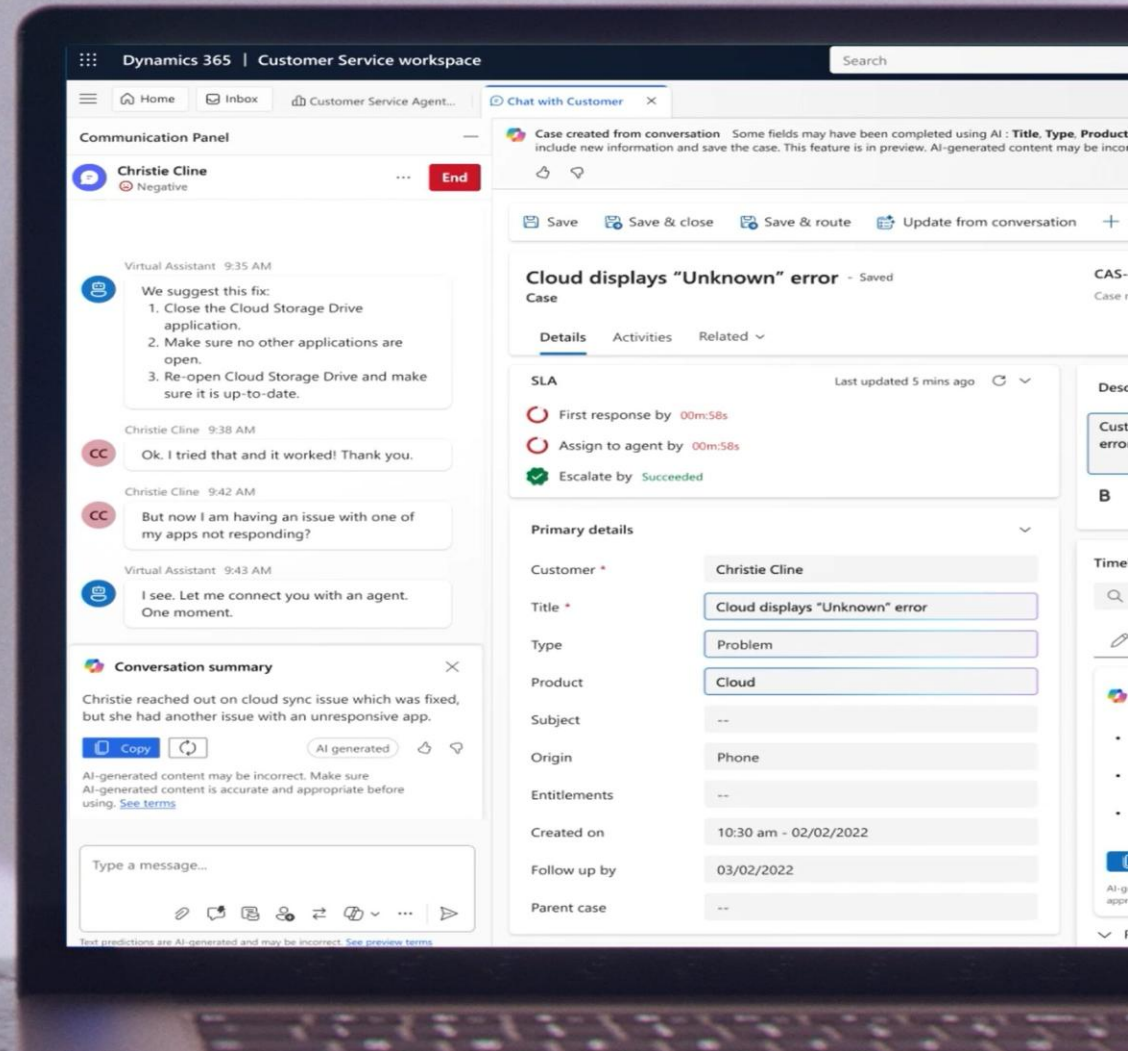 Dynamics 365 | Customer Service workspace
Search
Home
Inbox
Customer Service Agent...
Chat with Customer
Communication Panel
Christie Cline
Negative
End
Virtual Assistant 9:35 AM
We suggest this fix:
1. Close the Cloud Storage Drive
application.
2. Make sure no other applications are
open.
3. Re-open Cloud Storage Drive and make
sure it is up-to-date.
Christie Cline 9:38 AM
CC
Ok. I tried that and it worked! Thank you.
Christie Cline 9:42 AM
CC
But now I am having an issue with one of
my apps not responding?
Virtual Assistant 9:43 AM
I see. Let me connect you with an agent.
One moment.
Conversation summary
Christie reached out on cloud sync issue which was fixed,
but she had another issue with an unresponsive app.
Copy
AI generated
AI-generated content may be incorrect. Make sure
AI-generated content is accurate and appropriate before
using. See terms
Type a message...
Text predictions are AI-generated and may be incorrect. See preview terms
Case created from conversation Some fields may have been completed using AI : Title, Type, Product
include new information and save the case. This feature is in preview. AI-generated content may be incor
Save
Save & close
Save & route
Update from conversation
Cloud displays “Unknown” error - Saved
Case
CAS-
Case
Details
Activities
Related
SLA
Last updated 5 mins ago
First response by 00m:58s
Assign to agent by 00m:58s
Escalate by Succeeded
Primary details
Customer * Christie Cline
Title * Cloud displays “Unknown” error
Type Problem
Product Cloud
Subject --
Origin Phone
Entitlements --
Created on 10:30 am - 02/02/2022
Follow up by 03/02/2022
Parent case --
Desc
Cust
erro
B
Time
AI-g
appr